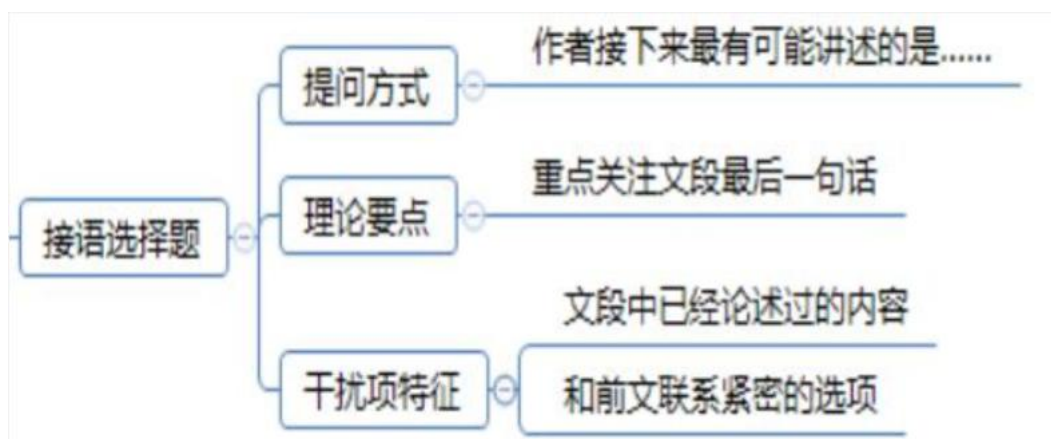 作者接下来最有可能讲述的是......
提问方式
重点关注文段最后一句话
理论要点
接语选择题
文段中已经论述过的内容
干扰项特征
和前文联系紧密的选项